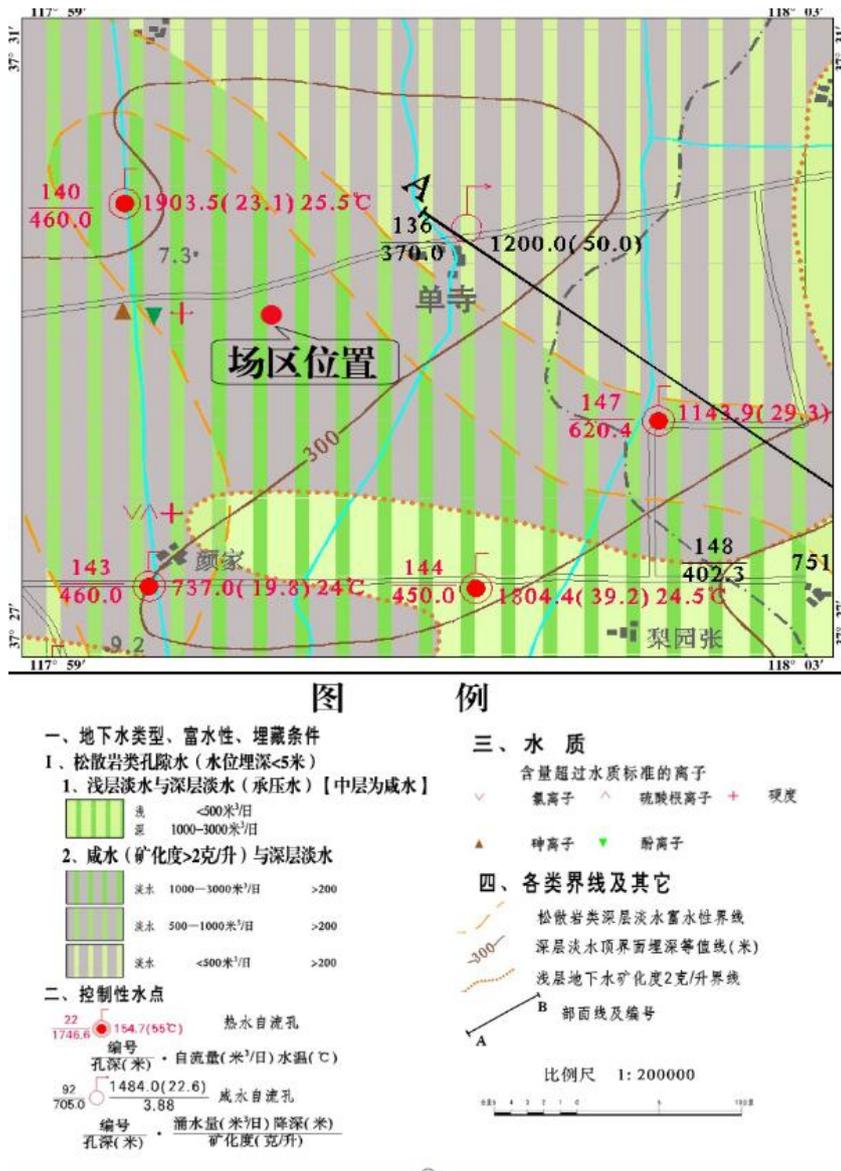 117° 59′
118° 03′
37° 31′
31′
140
460.0
1903.5(23.1)25.5℃
A
136
370.0
1200.0(50.0)
7.3
单寺
场区位置
147
620.4
1143.9(29.3)
300
颜家
143
460.0
737.0(19.8)24℃
144
450.0
1804.4(39.2)24.5℃
148
402.3
751
9.2
梨园张
37° 27′
27′
117° 59′
118° 03′
图 例
一、地下水类型、富水性、埋藏条件
I、松散岩类孔隙水(水位埋深<5米)
1、浅层淡水与深层淡水(承压水)【中层为咸水】
浅 <500米³/日
深 1000-3000米³/日
2、咸水(矿化度>2克/升)与深层淡水
淡水 1000—3000米³/日 >200
淡水 500—1000米³/日 >200
淡水 <500米³/日 >200
二、控制性水点
22
1746.6
154.7(55℃)
热水自流孔
编号
孔深(米)
·自流量(米³/日)水温(℃)
92
705.0
1484.0(22.6)
3.88
咸水自流孔
编号
孔深(米)
·
涌水量(米³/日)降深(米)
矿化度(克/升)
三、水 质
含量超过水质标准的离子
氯离子 硫酸根离子 硬度
砷离子 酚离子
四、各类界线及其它
松散岩类深层淡水富水性界线
300 深层淡水顶界面埋深等值线(米)
浅层地下水矿化度2克/升界线
A B 部面线及编号
比例尺 1:200000